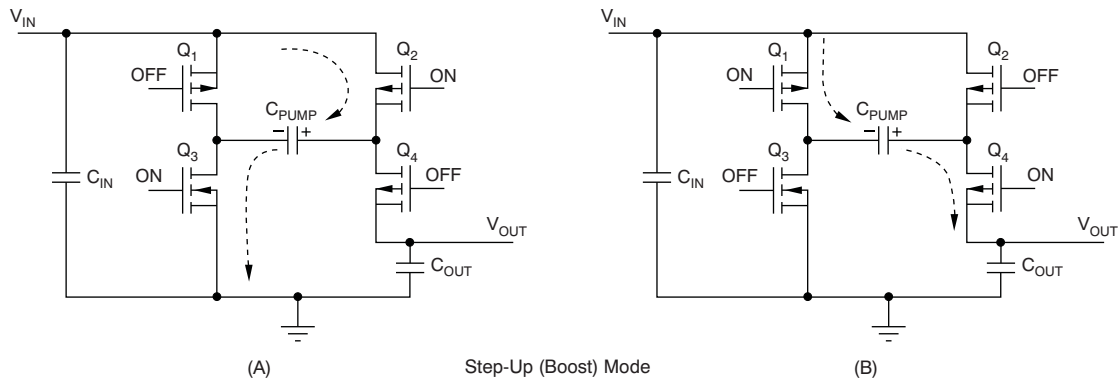 V_IN
Q_1
Q_2
OFF
ON
C_PUMP
− +
Q_3
Q_4
ON
OFF
C_IN
V_OUT
C_OUT
(A)
V_IN
Q_1
Q_2
ON
OFF
C_PUMP
− +
Q_3
Q_4
OFF
ON
C_IN
V_OUT
C_OUT
(B)
Step-Up (Boost) Mode